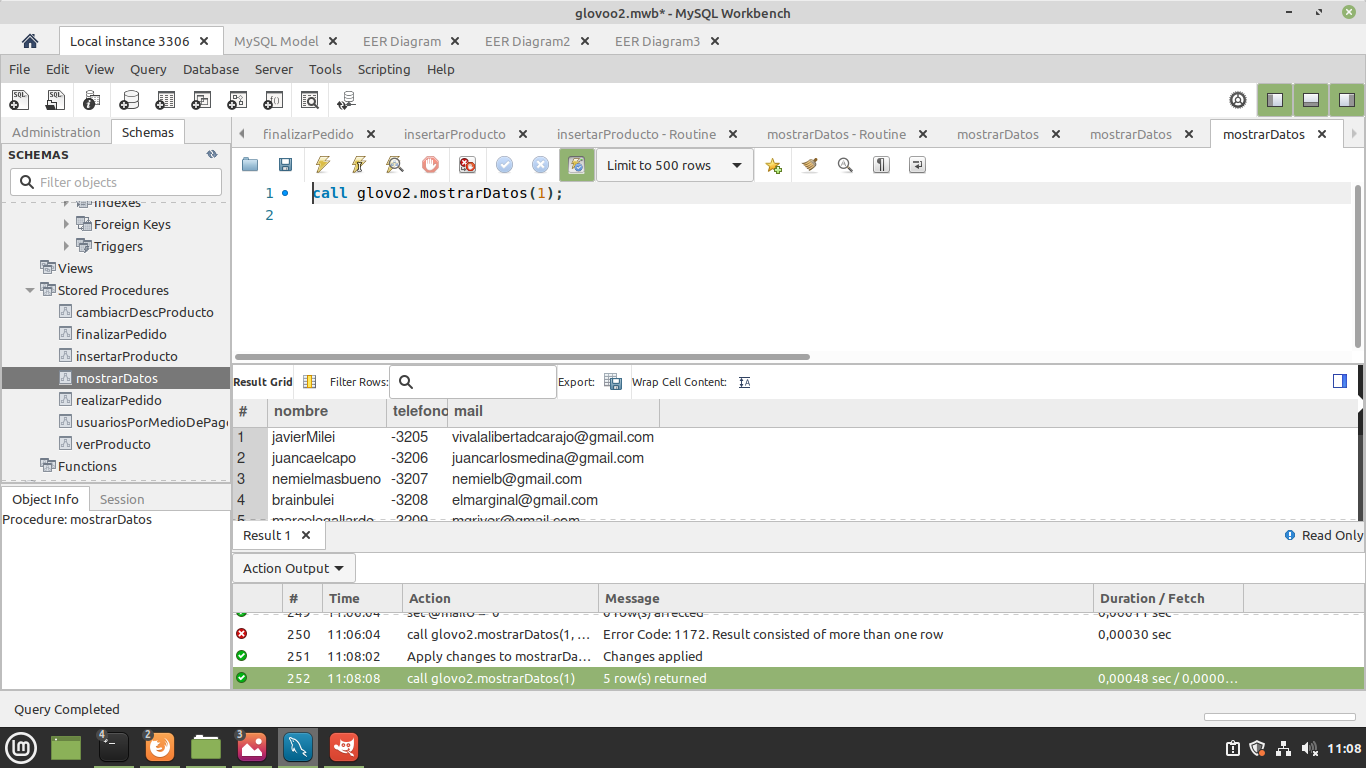 glovoo2.mwb* - MySQL Workbench
Local instance 3306
MySQL Model
EER Diagram
EER Diagram2
EER Diagram3
File Edit View Query Database Server Tools Scripting Help
Administration Schemas
finalizarPedido insertarProducto insertarProducto - Routine mostrarDatos - Routine mostrarDatos mostrarDatos mostrarDatos
SCHEMAS
Filter objects
Indexes
Foreign Keys
Triggers
Views
Stored Procedures
cambiacrDescProducto
finalizarPedido
insertarProducto
mostrarDatos
realizarPedido
usuariosPorMedioDePag
verProducto
Functions
Object Info Session
Procedure: mostrarDatos
Limit to 500 rows
1 call glovo2.mostrarDatos(1);
2
Result Grid Filter Rows: Export: Wrap Cell Content:
# nombre telefono mail
1 javierMilei -3205 vivalalibertadcarajo@gmail.com
2 juancaelcapo -3206 juancarlosmedina@gmail.com
3 nemielmasbueno -3207 nemielb@gmail.com
4 brainbulei -3208 elmarginal@gmail.com
5 marcelogallardo -3209 mgriver@gmail.com
Result 1 Read Only
Action Output
# Time Action Message Duration / Fetch
249 11:06:04 set @mailU = '0' 0 row(s) affected 0,00011 sec
250 11:06:04 call glovo2.mostrarDatos(1, ... Error Code: 1172. Result consisted of more than one row 0,00030 sec
251 11:08:02 Apply changes to mostrarDa... Changes applied
252 11:08:08 call glovo2.mostrarDatos(1) 5 row(s) returned 0,00048 sec / 0,0000...
Query Completed
4 2 3 11:08